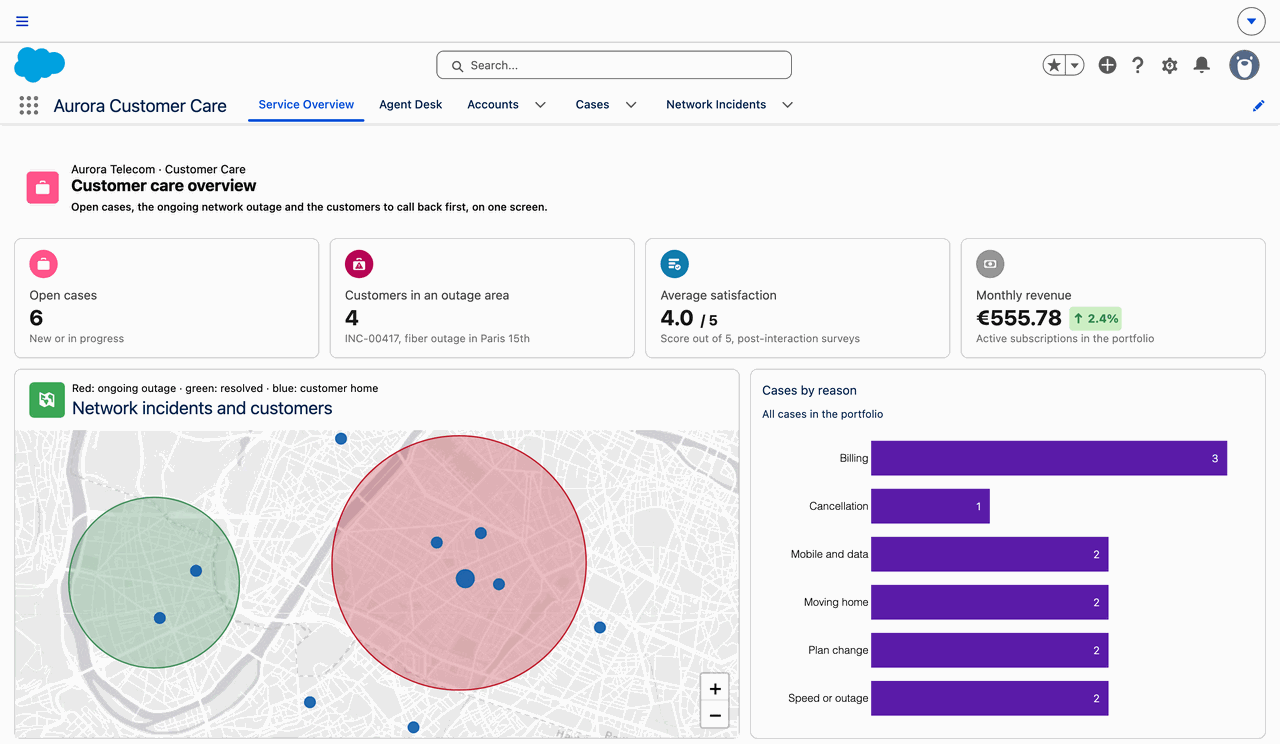 Search...
Aurora Customer Care
Service Overview
Agent Desk
Accounts
Cases
Network Incidents
Aurora Telecom · Customer Care
Customer care overview
Open cases, the ongoing network outage and the customers to call back first, on one screen.
Open cases
6
New or in progress
Customers in an outage area
4
INC-00417, fiber outage in Paris 15th
Average satisfaction
4.0 / 5
Score out of 5, post-interaction surveys
Monthly revenue
€555.78 ↑ 2.4%
Active subscriptions in the portfolio
Red: ongoing outage · green: resolved · blue: customer home
Network incidents and customers
+
−
Cases by reason
All cases in the portfolio
Billing 3
Cancellation 1
Mobile and data 2
Moving home 2
Plan change 2
Speed or outage 2